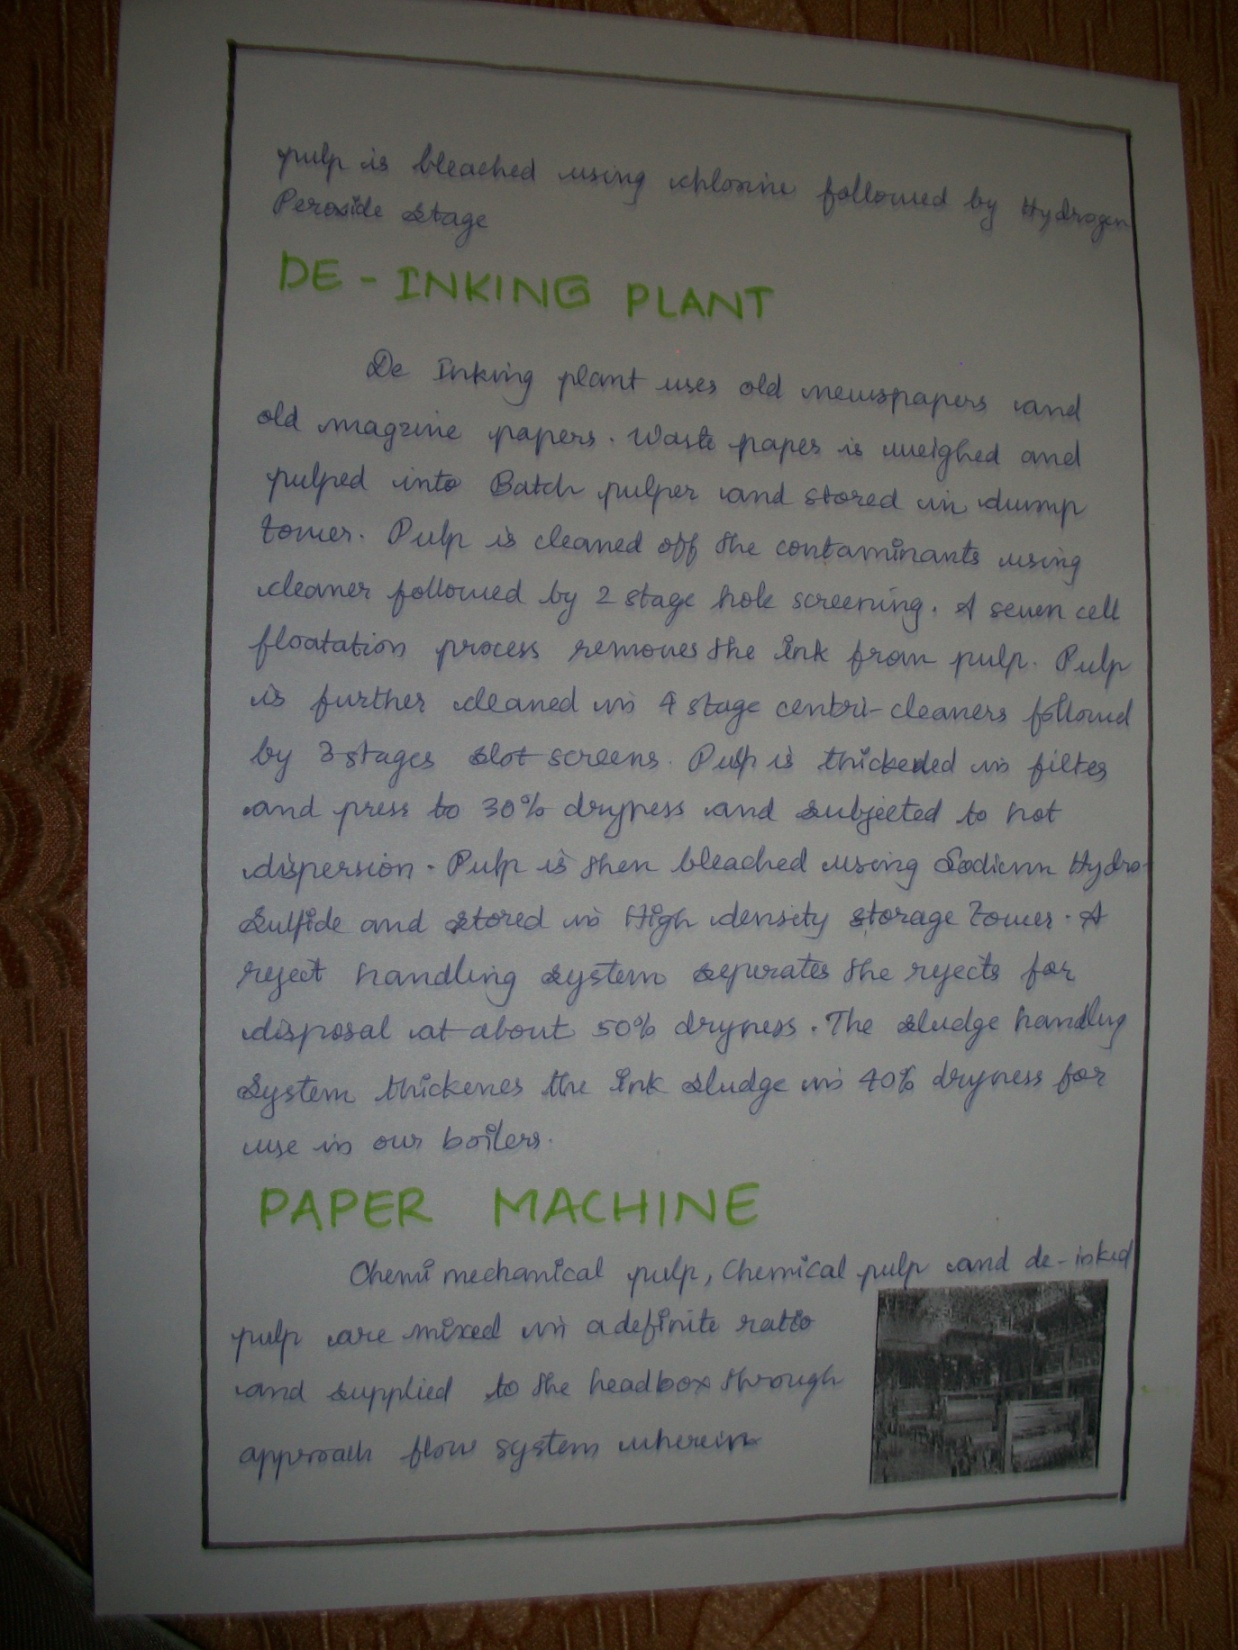 pulp is bleached using chlorine followed by Hydrogen
Peroxide Stage
DE - INKING PLANT
De Inking plant uses old newspapers and
old magzine papers. Waste paper is weighed and
pulped into Batch pulper and stored in dump
tower. Pulp is cleaned off the contaminants using
cleaner followed by 2 stage hole screening. A seven cell
floatation process removes the ink from pulp. Pulp
is further cleaned in 4 stage centri-cleaners followed
by 3 stages slot screens. Pulp is thickened in filter
and press to 30% dryness and subjected to hot
dispersion. Pulp is then bleached using Sodium Hydro-
Sulfide and stored in High density storage tower. A
reject handling system seperates the rejects for
disposal at about 50% dryness. The sludge handlng
System thickenes the ink sludge in 40% dryness for
use in our boilers.
PAPER MACHINE
Chemi mechanical pulp, Chemical pulp and de-inked
pulp are mixed in a definite ratio
and supplied to the headbox through
approach flow system wherein